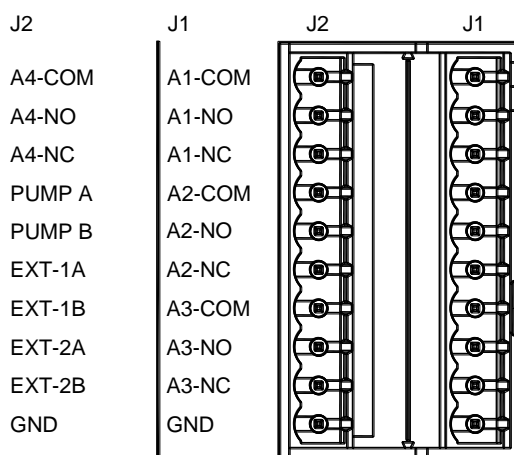 J2 J1 J2 J1
A4-COM A1-COM
A4-NO A1-NO
A4-NC A1-NC
PUMP A A2-COM
PUMP B A2-NO
EXT-1A A2-NC
EXT-1B A3-COM
EXT-2A A3-NO
EXT-2B A3-NC
GND GND